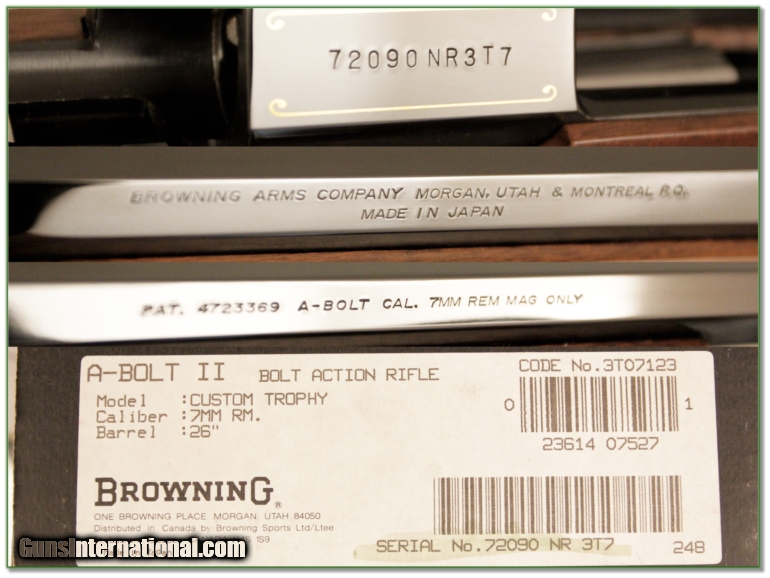 72090 NR3T7
BROWNING ARMS COMPANY MORGAN, UTAH & MONTREAL P.Q.
MADE IN JAPAN
PAT. 4723369 A-BOLT CAL. 7MM REM MAG ONLY
A-BOLT II BOLT ACTION RIFLE
CODE No.3T07123
Model :CUSTOM TROPHY
Caliber :7MM RM.
Barrel :26"
0 1
23614 07527
BROWNING®
ONE BROWNING PLACE, MORGAN, UTAH 84050
Distributed in Canada by Browning Sports Ltd/Ltee
1S9
GunsInternational.com
SERIAL No.72090 NR 3T7
248